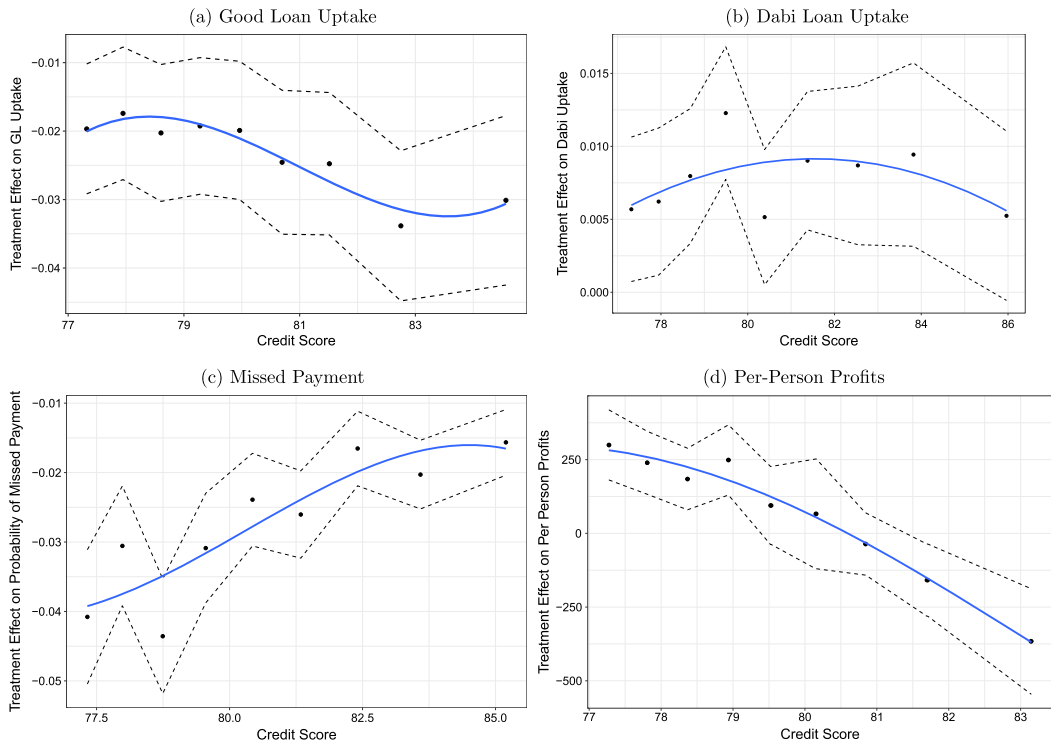 (a) Good Loan Uptake
Treatment Effect on GL Uptake
−0.01
−0.02
−0.03
−0.04
77 79 81 83
Credit Score
(b) Dabi Loan Uptake
Treatment Effect on Dabi Uptake
0.015
0.010
0.005
0.000
78 80 82 84 86
Credit Score
(c) Missed Payment
Treatment Effect on Probability of Missed Payment
−0.01
−0.02
−0.03
−0.04
−0.05
77.5 80.0 82.5 85.0
Credit Score
(d) Per-Person Profits
Treatment Effect on Per Person Profits
250
0
−250
−500
77 78 79 80 81 82 83
Credit Score